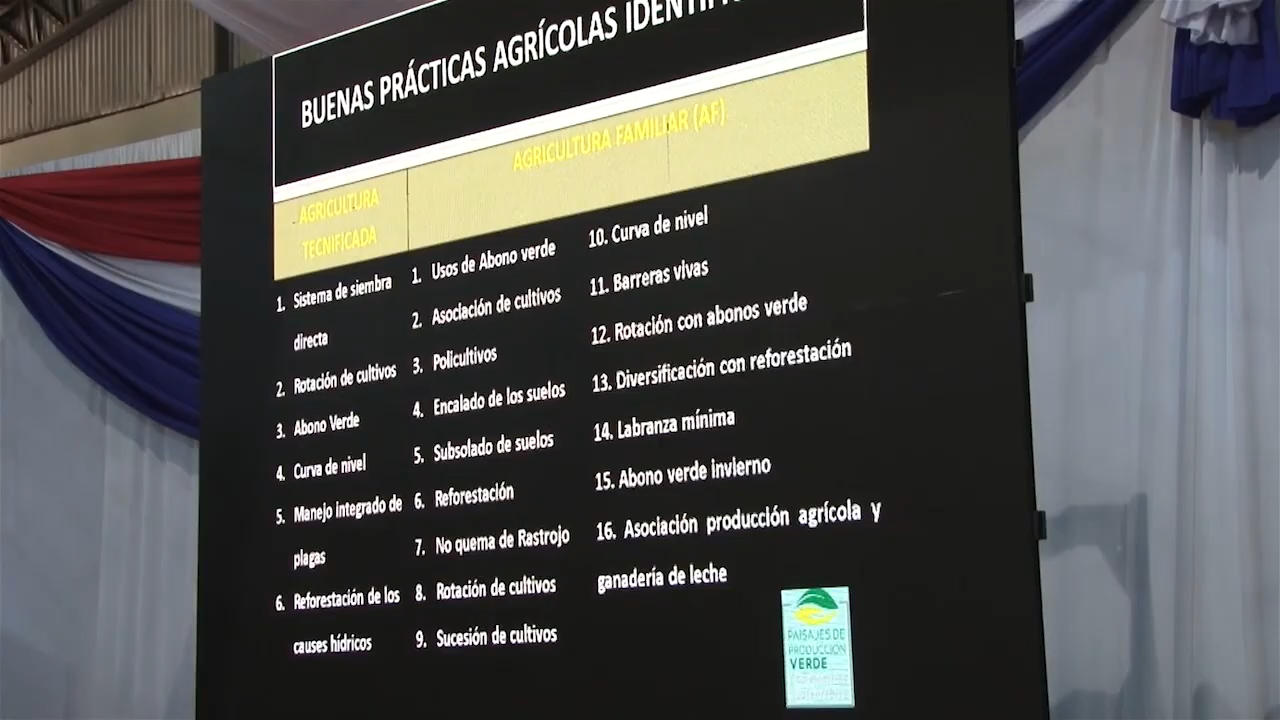 BUENAS PRÁCTICAS AGRÍCOLAS
AGRICULTURA
TECNIFICADA
AGRICULTURA FAMILIAR (AF)
1. Sistema de siembra
directa
2. Rotación de cultivos
3. Abono Verde
4. Curva de nivel
5. Manejo integrado de
plagas
6. Reforestación de los
causes hídricos
1. Usos de Abono verde
2. Asociación de cultivos
3. Policultivos
4. Encalado de los suelos
5. Subsolado de suelos
6. Reforestación
7. No quema de Rastrojo
8. Rotación de cultivos
9. Sucesión de cultivos
10. Curva de nivel
11. Barreras vivas
12. Rotación con abonos verde
13. Diversificación con reforestación
14. Labranza mínima
15. Abono verde invierno
16. Asociación producción agrícola y
ganadería de leche
PAISAJES DE
PRODUCCIÓN
VERDE